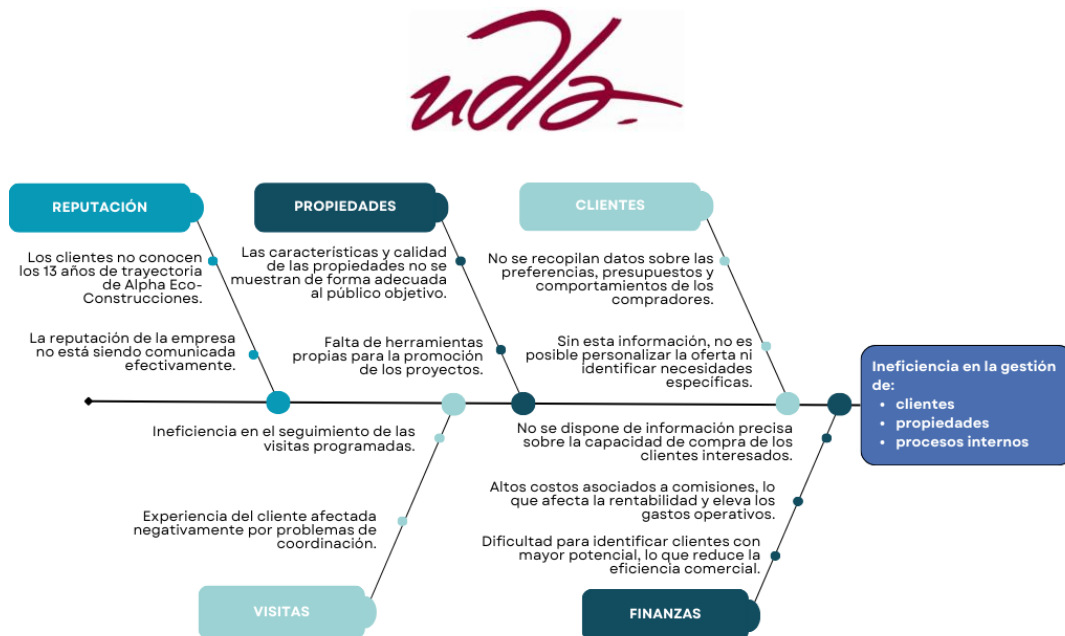 udla-
REPUTACIÓN
Los clientes no conocen
los 13 años de trayectoria
de Alpha Eco-
Construcciones.
La reputación de la empresa
no está siendo comunicada
efectivamente.
PROPIEDADES
Las características y calidad
de las propiedades no se
muestran de forma adecuada
al público objetivo.
Falta de herramientas
propias para la promoción
de los proyectos.
CLIENTES
No se recopilan datos sobre las
preferencias, presupuestos y
comportamientos de los
compradores.
Sin esta información, no es
posible personalizar la oferta ni
identificar necesidades
específicas.
Ineficiencia en la gestión
de:
• clientes
• propiedades
• procesos internos
Ineficiencia en el seguimiento de las
visitas programadas.
Experiencia del cliente afectada
negativamente por problemas de
coordinación.
VISITAS
No se dispone de información precisa
sobre la capacidad de compra de los
clientes interesados.
Altos costos asociados a comisiones, lo
que afecta la rentabilidad y eleva los
gastos operativos.
Dificultad para identificar clientes con
mayor potencial, lo que reduce la
eficiencia comercial.
FINANZAS